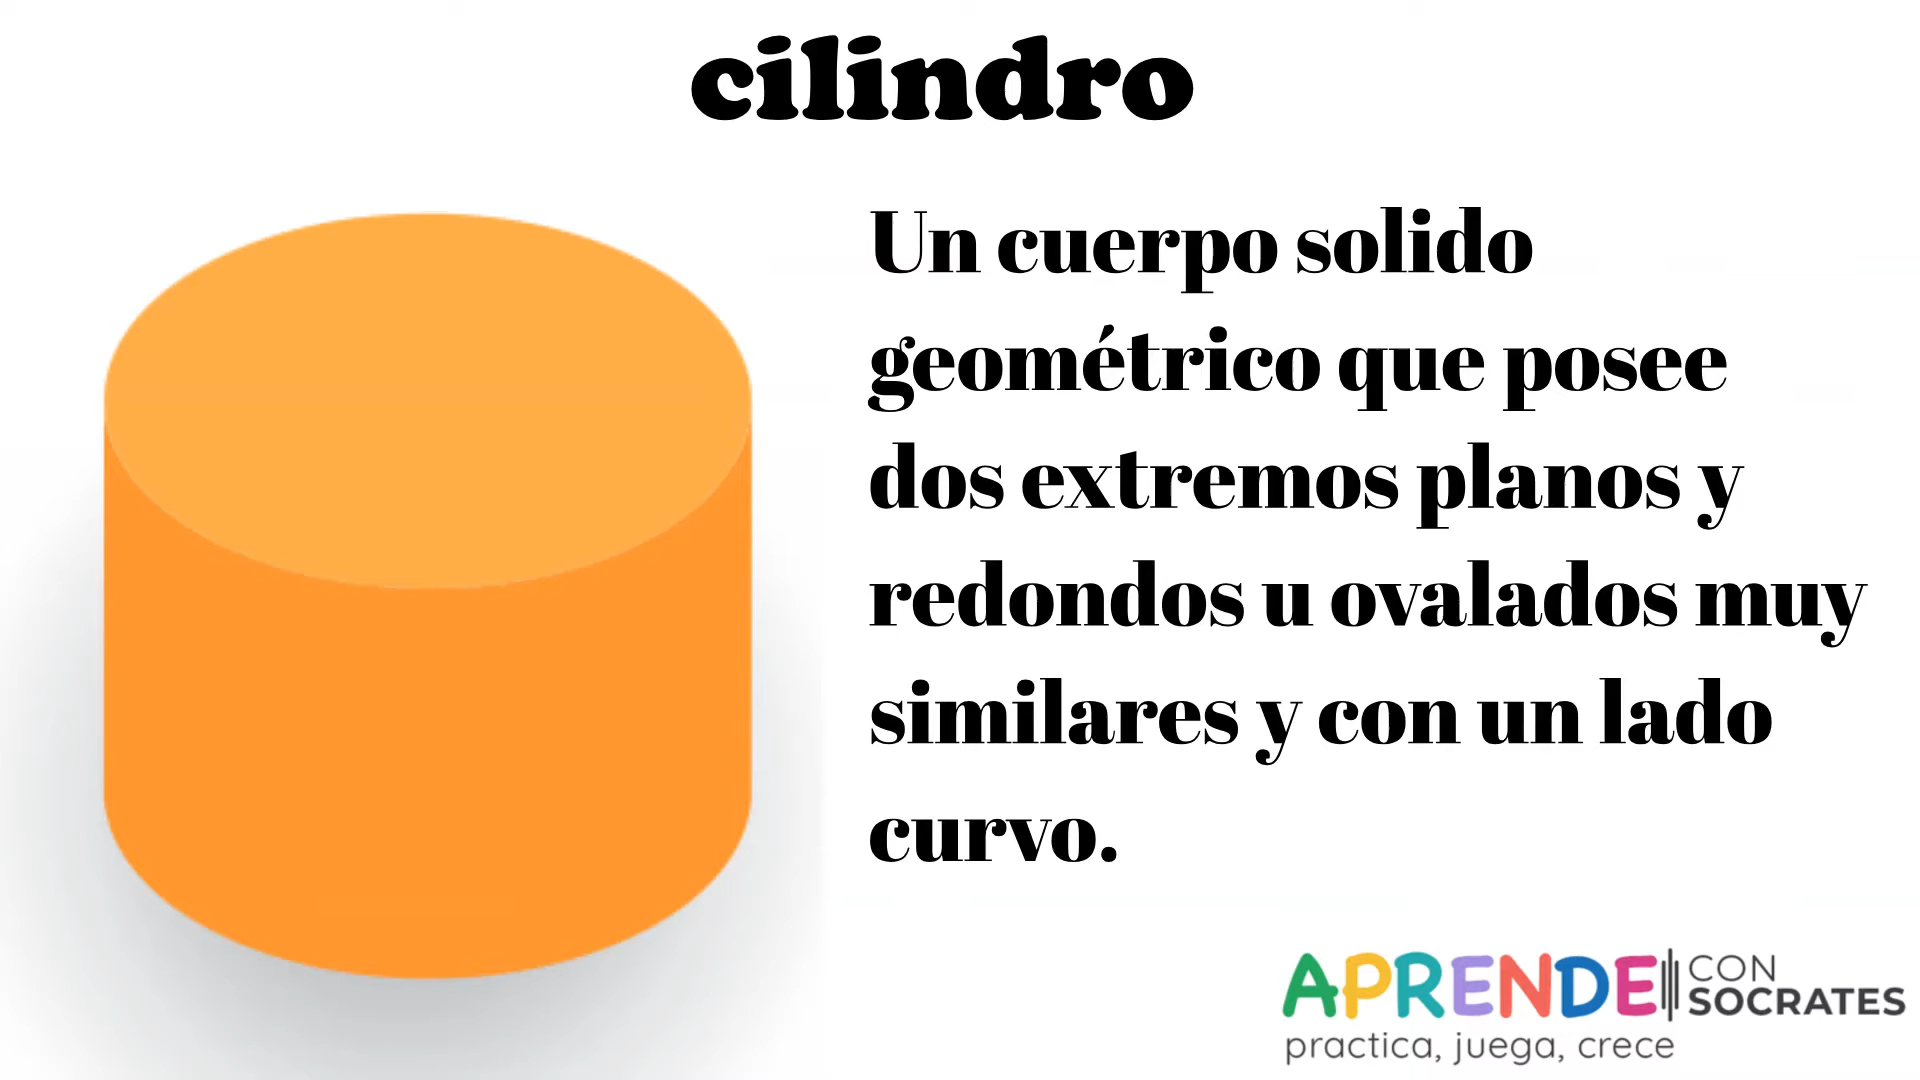 cilindro
Un cuerpo solido
geométrico que posee
dos extremos planos y
redondos u ovalados muy
similares y con un lado
curvo.
APRENDE CON
SOCRATES
practica, juega, crece